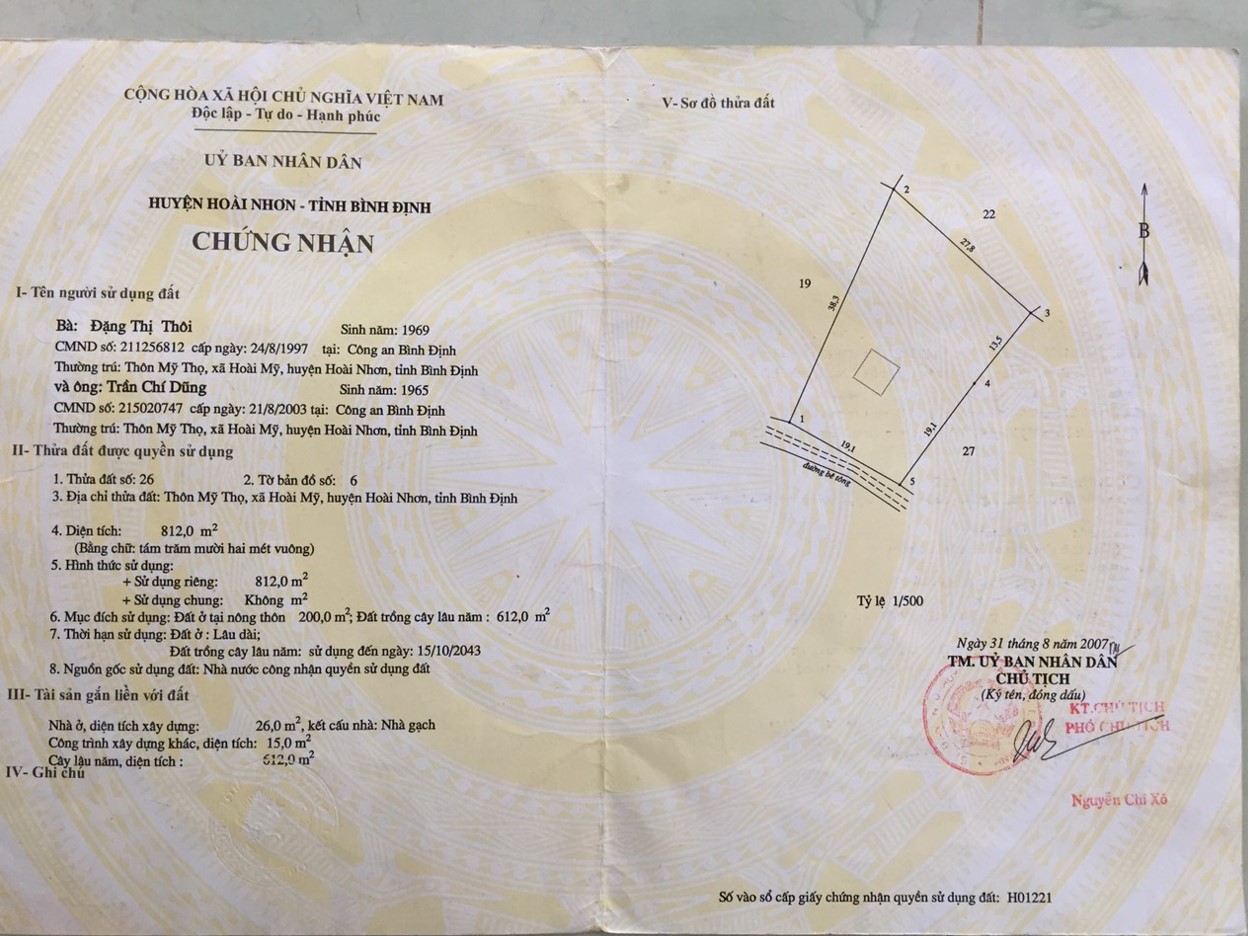 CỘNG HÒA XÃ HỘI CHỦ NGHĨA VIỆT NAM
Độc lập - Tự do - Hạnh phúc
UỶ BAN NHÂN DÂN
HUYỆN HOÀI NHƠN - TỈNH BÌNH ĐỊNH
CHỨNG NHẬN
I- Tên người sử dụng đất
Bà: Đặng Thị Thôi Sinh năm: 1969
CMND số: 211256812 cấp ngày: 24/8/1997 tại: Công an Bình Định
Thường trú: Thôn Mỹ Thọ, xã Hoài Mỹ, huyện Hoài Nhơn, tỉnh Bình Định
và ông: Trần Chí Dũng Sinh năm: 1965
CMND số: 215020747 cấp ngày: 21/8/2003 tại: Công an Bình Định
Thường trú: Thôn Mỹ Thọ, xã Hoài Mỹ, huyện Hoài Nhơn, tỉnh Bình Định
II- Thửa đất được quyền sử dụng
1. Thửa đất số: 26 2. Tờ bản đồ số: 6
3. Địa chỉ thửa đất: Thôn Mỹ Thọ, xã Hoài Mỹ, huyện Hoài Nhơn, tỉnh Bình Định
4. Diện tích: 812,0 m²
(Bằng chữ: tám trăm mười hai mét vuông)
5. Hình thức sử dụng:
+ Sử dụng riêng: 812,0 m²
+ Sử dụng chung: Không m²
6. Mục đích sử dụng: Đất ở tại nông thôn 200,0 m²; Đất trồng cây lâu năm : 612,0 m²
7. Thời hạn sử dụng: Đất ở : Lâu dài;
Đất trồng cây lâu năm: sử dụng đến ngày: 15/10/2043
8. Nguồn gốc sử dụng đất: Nhà nước công nhận quyền sử dụng đất
III- Tài sản gắn liền với đất
Nhà ở, diện tích xây dựng: 26,0 m², kết cấu nhà: Nhà gạch
Công trình xây dựng khác, diện tích: 15,0 m²
Cây lâu năm, diện tích : 612,0 m²
IV- Ghi chú
V- Sơ đồ thửa đất
2
22
B
27,8
19
38,3
3
13,5
4
1
19,1
19,1
27
5
đường bê tông
Tỷ lệ 1/500
Ngày 31 tháng 8 năm 2007
TM. UỶ BAN NHÂN DÂN
CHỦ TỊCH
(Ký tên, đóng dấu)
KT.CHỦ TỊCH
PHÓ CHỦ TỊCH
Nguyễn Chí Xô
Số vào sổ cấp giấy chứng nhận quyền sử dụng đất: H01221